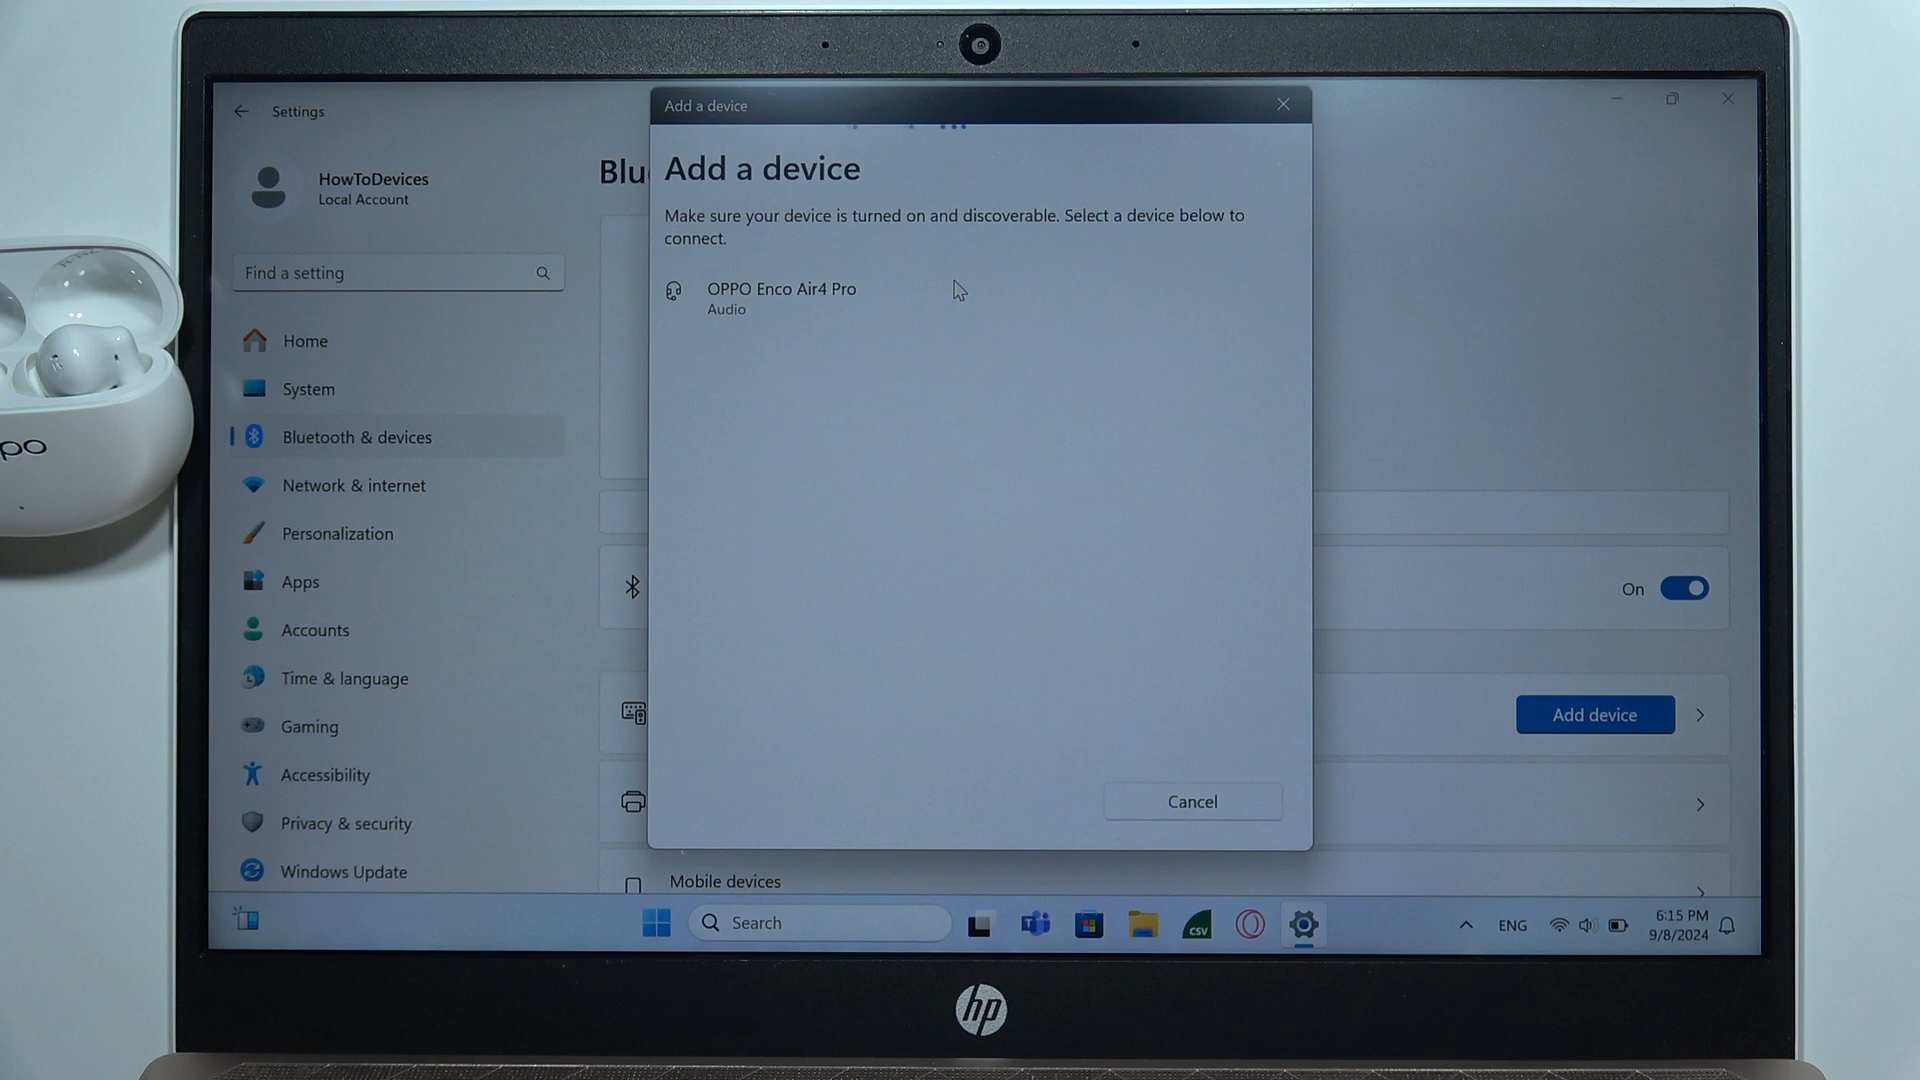 Settings
HowToDevices
Local Account
Find a setting
Home
System
Bluetooth & devices
Network & internet
Personalization
Apps
Accounts
Time & language
Gaming
Accessibility
Privacy & security
Windows Update
Blu
Add a device
Add a device
Make sure your device is turned on and discoverable. Select a device below to
connect.
OPPO Enco Air4 Pro
Audio
Cancel
On
Add device
Mobile devices
Search
CSV
ENG
6:15 PM
9/8/2024
hp
po
R